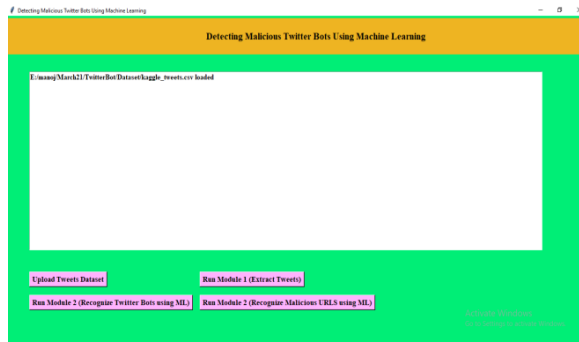 Detecting Malicious Twitter Bots Using Machine Learning
Detecting Malicious Twitter Bots Using Machine Learning
E:/manoj/March21/TwitterBot/Dataset/kaggle_tweets.csv loaded
Upload Tweets Dataset
Run Module 1 (Extract Tweets)
Run Module 2 (Recognize Twitter Bots using ML)
Run Module 2 (Recognize Malicious URLS using ML)